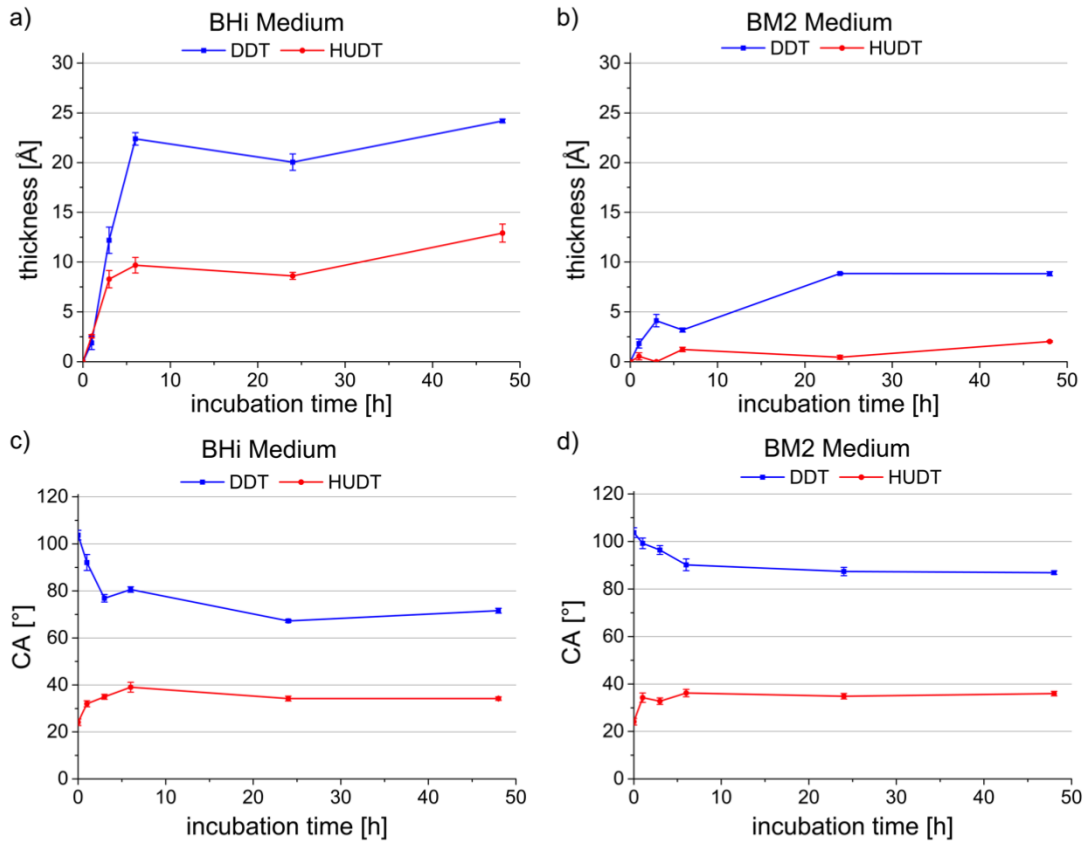 a)
BHi Medium
DDT HUDT
30
25
20
15
10
5
0
thickness [Å]
0 10 20 30 40 50
incubation time [h]
b)
BM2 Medium
DDT HUDT
30
25
20
15
10
5
0
thickness [Å]
0 10 20 30 40 50
incubation time [h]
c)
BHi Medium
DDT HUDT
120
100
80
60
40
20
0
CA [°]
0 10 20 30 40 50
incubation time [h]
d)
BM2 Medium
DDT HUDT
120
100
80
60
40
20
0
CA [°]
0 10 20 30 40 50
incubation time [h]